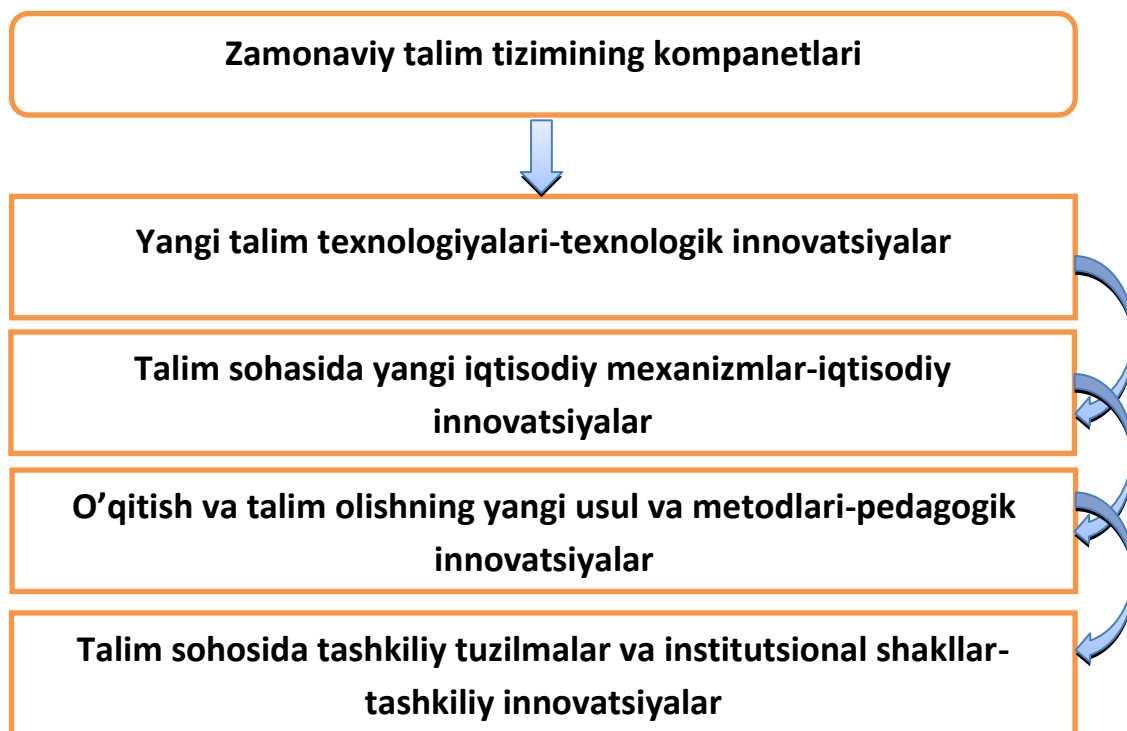 Zamonaviy talim tizimining kompanetlari
Yangi talim texnologiyalari-texnologik innovatsiyalar
Talim sohasida yangi iqtisodiy mexanizmlar-iqtisodiy
innovatsiyalar
O’qitish va talim olishning yangi usul va metodlari-pedagogik
innovatsiyalar
Talim sohosida tashkiliy tuzilmalar va institutsional shakllar-
tashkiliy innovatsiyalar